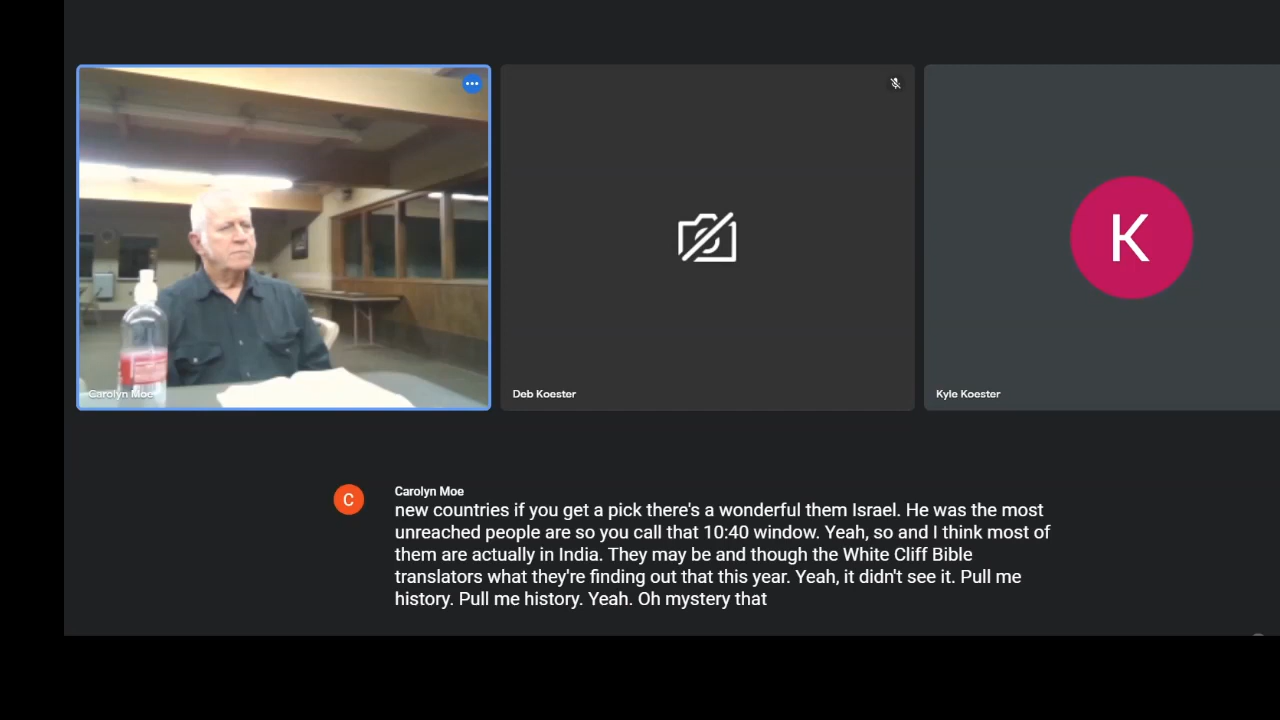 Carolyn Moe
Deb Koester
K
Kyle Koester
C
Carolyn Moe
new countries if you get a pick there's a wonderful them Israel. He was the most
unreached people are so you call that 10:40 window. Yeah, so and I think most of
them are actually in India. They may be and though the White Cliff Bible
translators what they're finding out that this year. Yeah, it didn't see it. Pull me
history. Pull me history. Yeah. Oh mystery that